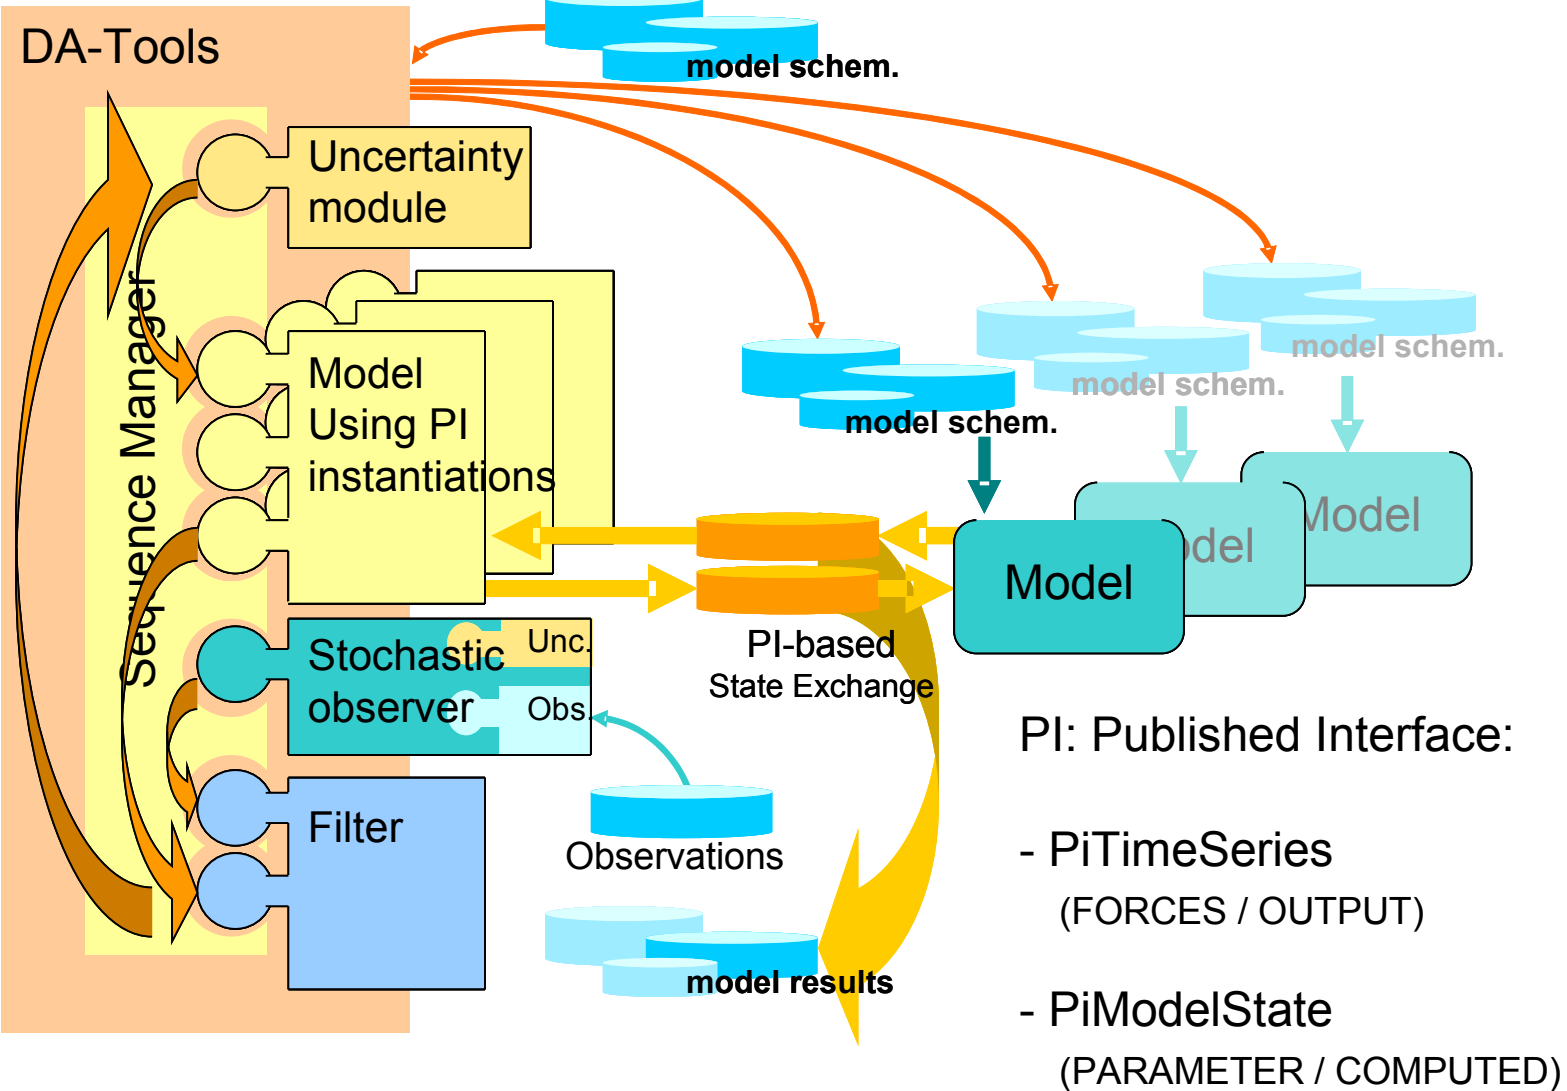 DA-Tools
model schem.
Uncertainty
module
Sequence Manager
Model
Using PI
instantiations
model schem.
model schem.
model schem.
Model
Model
odel
PI-based
State Exchange
Stochastic
observer
Unc.
Obs.
Filter
Observations
model results
PI: Published Interface:
- PiTimeSeries
(FORCES / OUTPUT)
- PiModelState
(PARAMETER / COMPUTED)